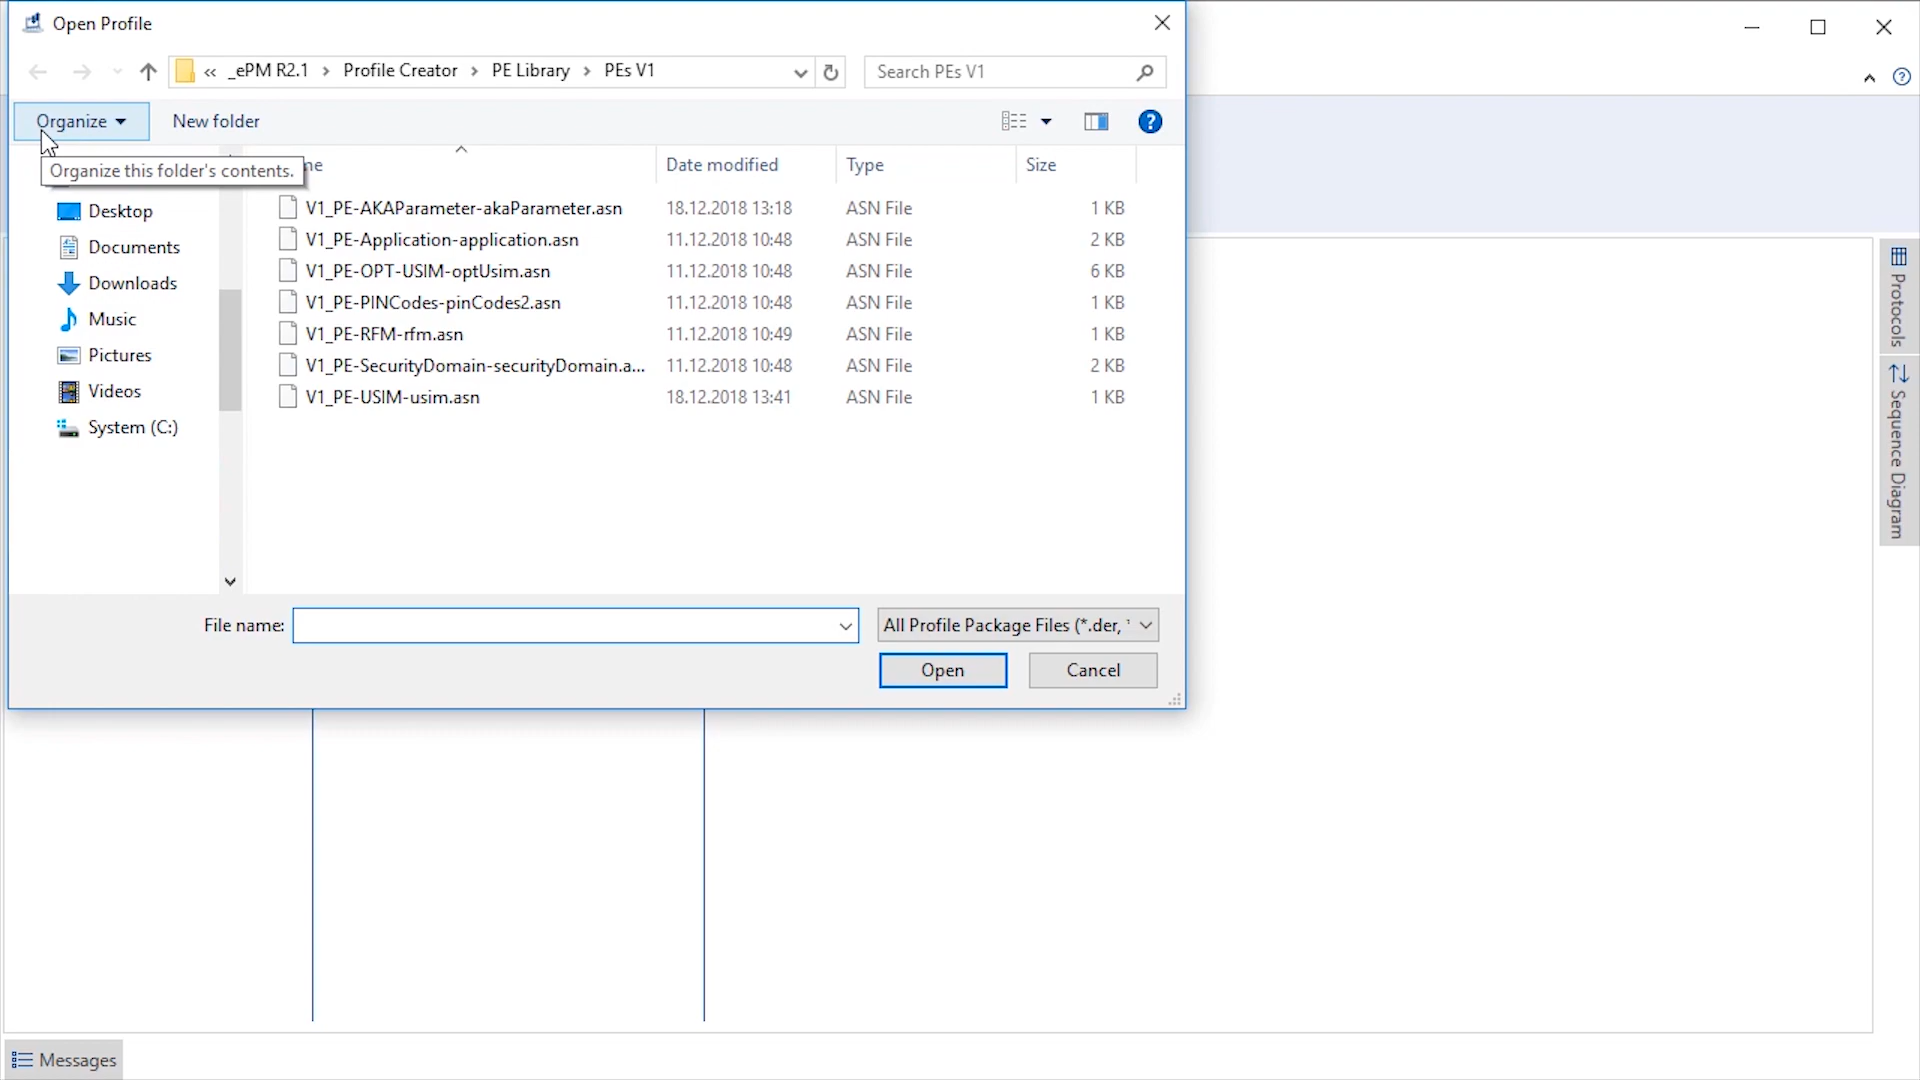 Open Profile
« _ePM R2.1 › Profile Creator › PE Library › PEs V1
Search PEs V1
Organize
New folder
Organize this folder's contents.
Date modified
Type
Size
V1_PE-AKAParameter-akaParameter.asn 18.12.2018 13:18 ASN File 1 KB
V1_PE-Application-application.asn 11.12.2018 10:48 ASN File 2 KB
V1_PE-OPT-USIM-optUsim.asn 11.12.2018 10:48 ASN File 6 KB
V1_PE-PINCodes-pinCodes2.asn 11.12.2018 10:48 ASN File 1 KB
V1_PE-RFM-rfm.asn 11.12.2018 10:49 ASN File 1 KB
V1_PE-SecurityDomain-securityDomain.a... 11.12.2018 10:48 ASN File 2 KB
V1_PE-USIM-usim.asn 18.12.2018 13:41 ASN File 1 KB
Desktop
Documents
Downloads
Music
Pictures
Videos
System (C:)
File name:
All Profile Package Files (*.der,
Open
Cancel
Protocols
Sequence Diagram
Messages